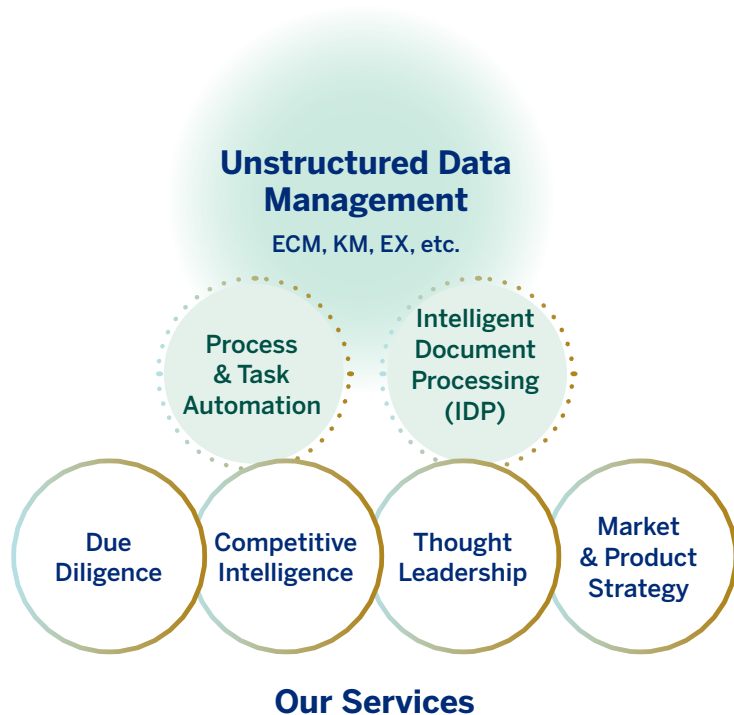 Unstructured Data
Management
ECM, KM, EX, etc.
Process
& Task
Automation
Intelligent
Document
Processing
(IDP)
Due
Diligence
Competitive
Intelligence
Thought
Leadership
Market
& Product
Strategy
Our Services